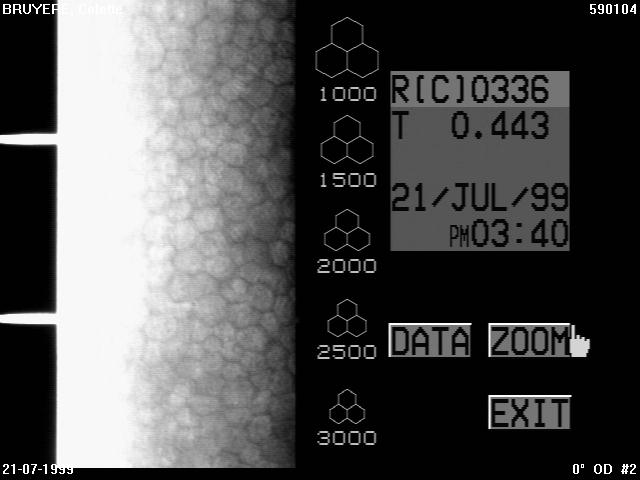 BRUYERE, Colette
590104
1000
1500
2000
2500
3000
R[C]0336
T 0.443
21/JUL/99
PM03:40
DATA ZOOM
EXIT
21-07-1999
0° OD #2